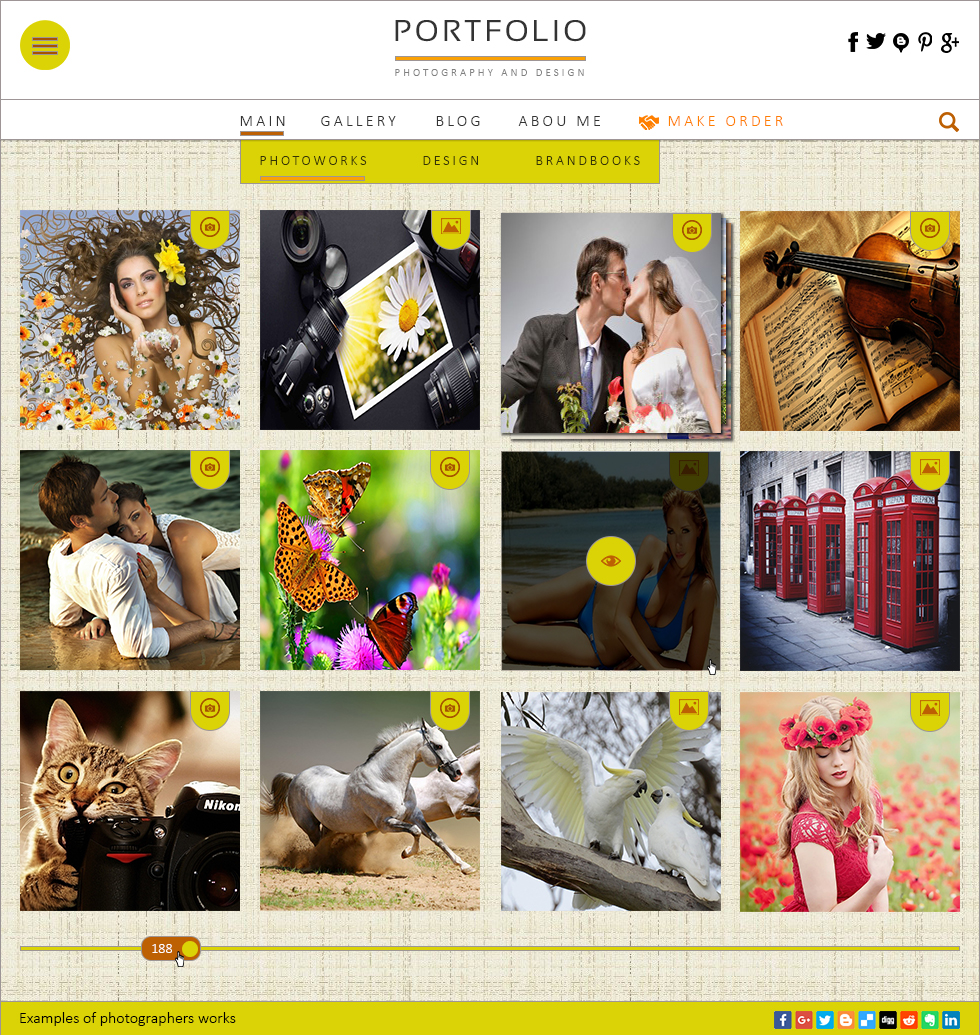 PORTFOLIO
PHOTOGRAPHY AND DESIGN
MAIN GALLERY BLOG ABOU ME MAKE ORDER
PHOTOWORKS DESIGN BRANDBOOKS
TELEPHONE
Nikon
188
Examples of photographers works
digg